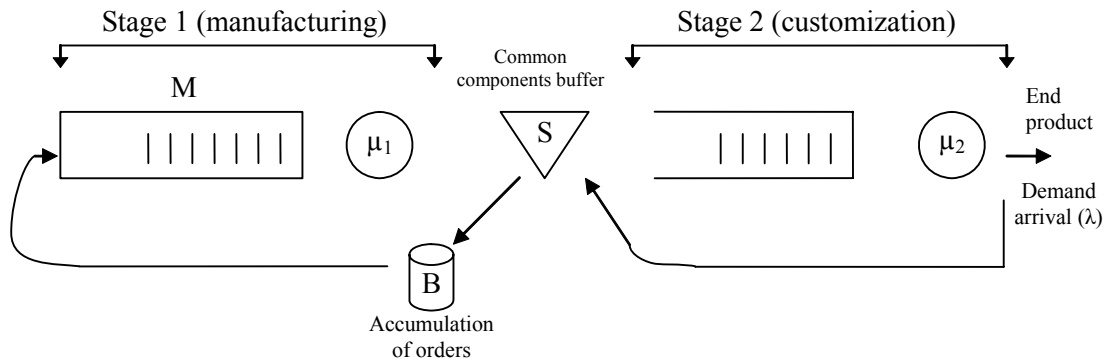 Stage 1 (manufacturing)
Stage 2 (customization)
Common
components buffer
M
μ1
S
μ2
End
product
Demand
arrival (λ)
B
Accumulation
of orders